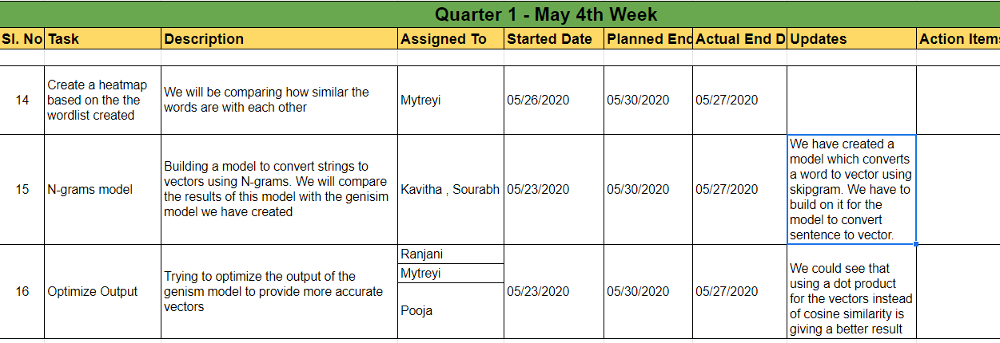 Quarter 1 - May 4th Week
Sl. No Task Description Assigned To Started Date Planned End Actual End D Updates Action Items
14
Create a heatmap
based on the the
wordlist created
We will be comparing how similar the
words are with each other
Mytreyi
05/26/2020
05/30/2020
05/27/2020
15
N-grams model
Building a model to convert strings to
vectors using N-grams. We will compare
the results of this model with the genisim
model we have created
Kavitha , Sourabh
05/23/2020
05/30/2020
05/27/2020
We have created a
model which converts
a word to vector using
skipgram. We have to
build on it for the
model to convert
sentence to vector.
16
Optimize Output
Trying to optimize the output of the
genism model to provide more accurate
vectors
Ranjani
Mytreyi
Pooja
05/23/2020
05/30/2020
05/27/2020
We could see that
using a dot product
for the vectors instead
of cosine similarity is
giving a better result